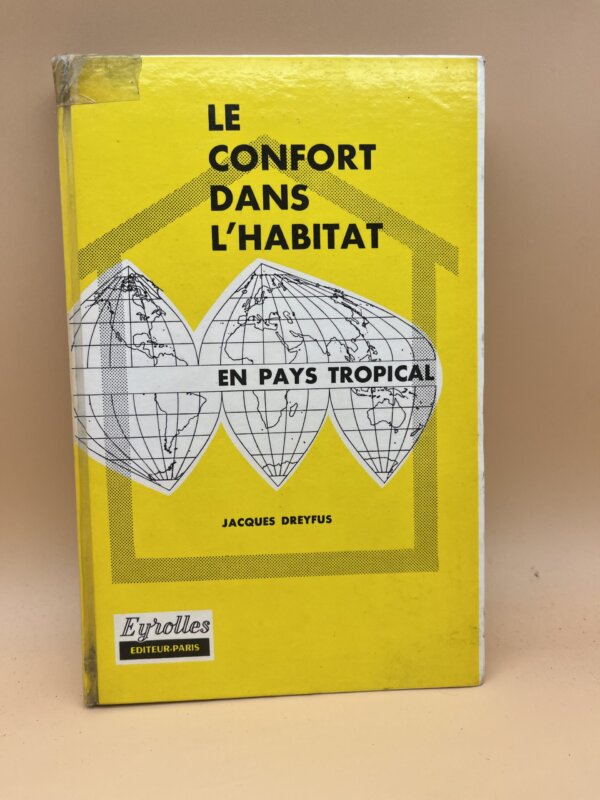 LE
CONFORT
DANS
L'HABITAT
EN PAYS TROPICAL
JACQUES DREYFUS
Eyrolles
EDITEUR-PARIS